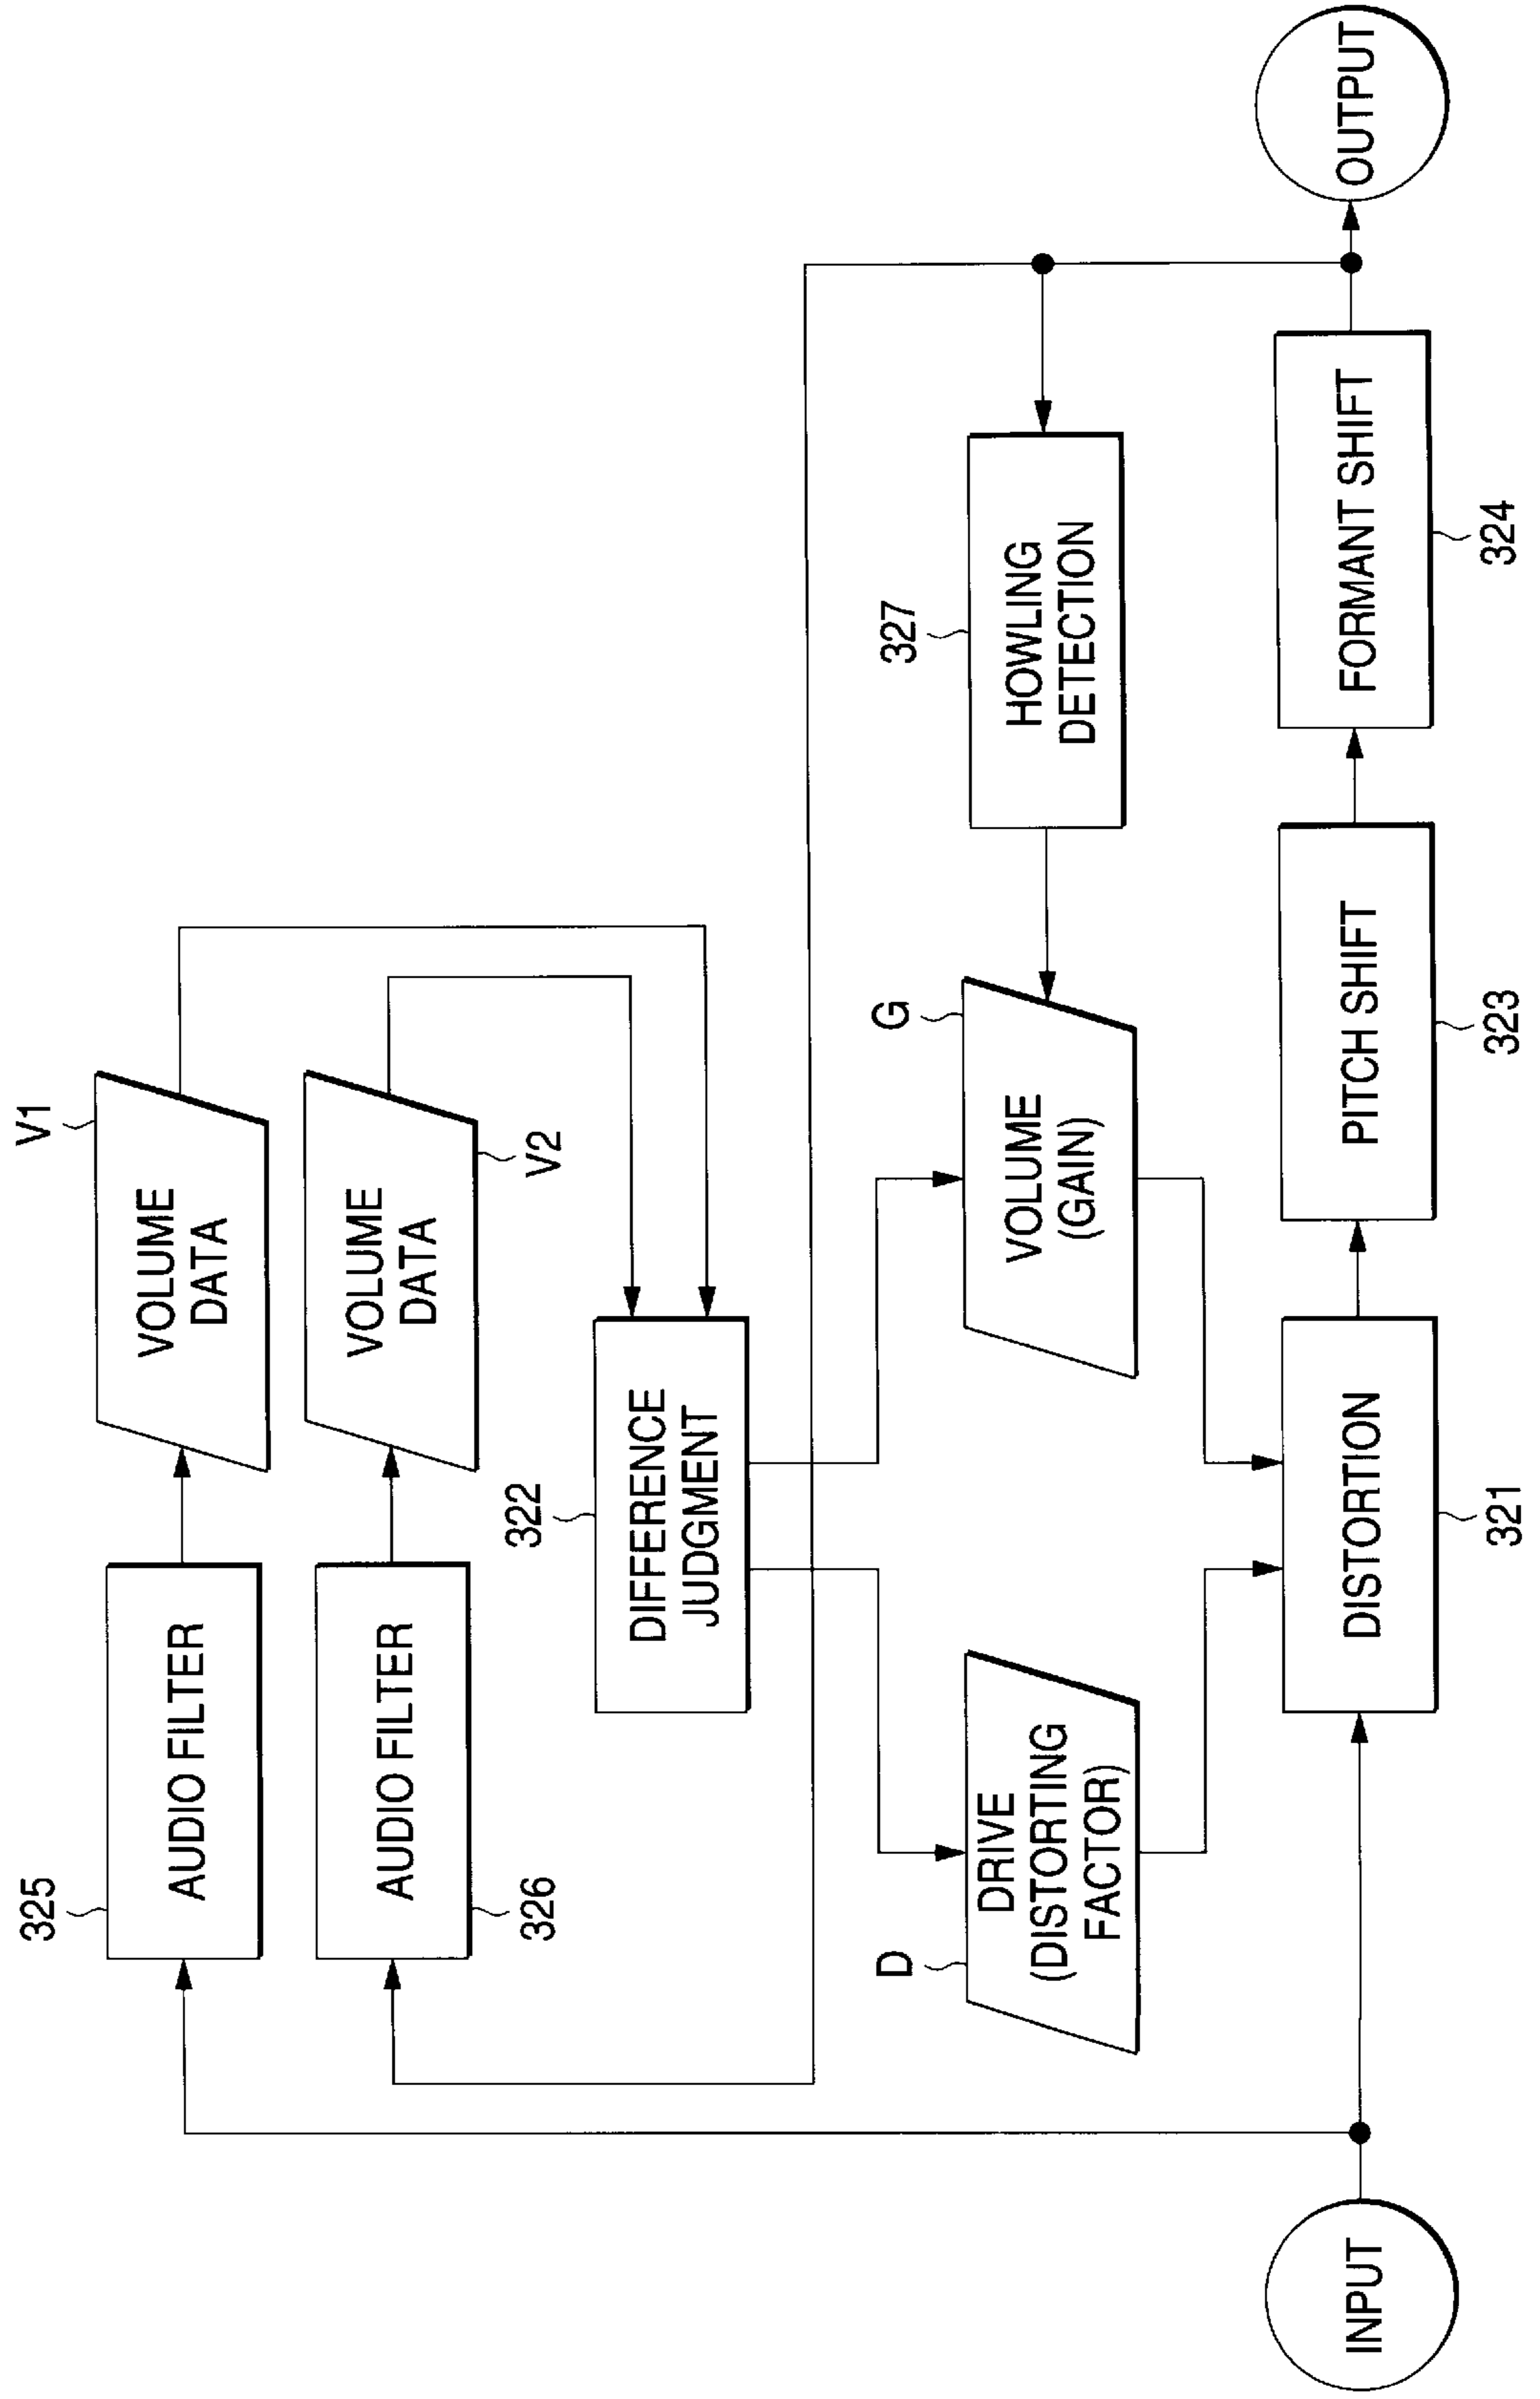 325
AUDIO FILTER
VOLUME
DATA
V1
AUDIO FILTER
326
VOLUME
DATA
V2
322
DIFFERENCE
JUDGMENT
D
DRIVE
(DISTORTING
FACTOR)
G
VOLUME
(GAIN)
327
HOWLING
DETECTION
INPUT
DISTORTION
321
PITCH SHIFT
323
FORMANT SHIFT
324
OUTPUT